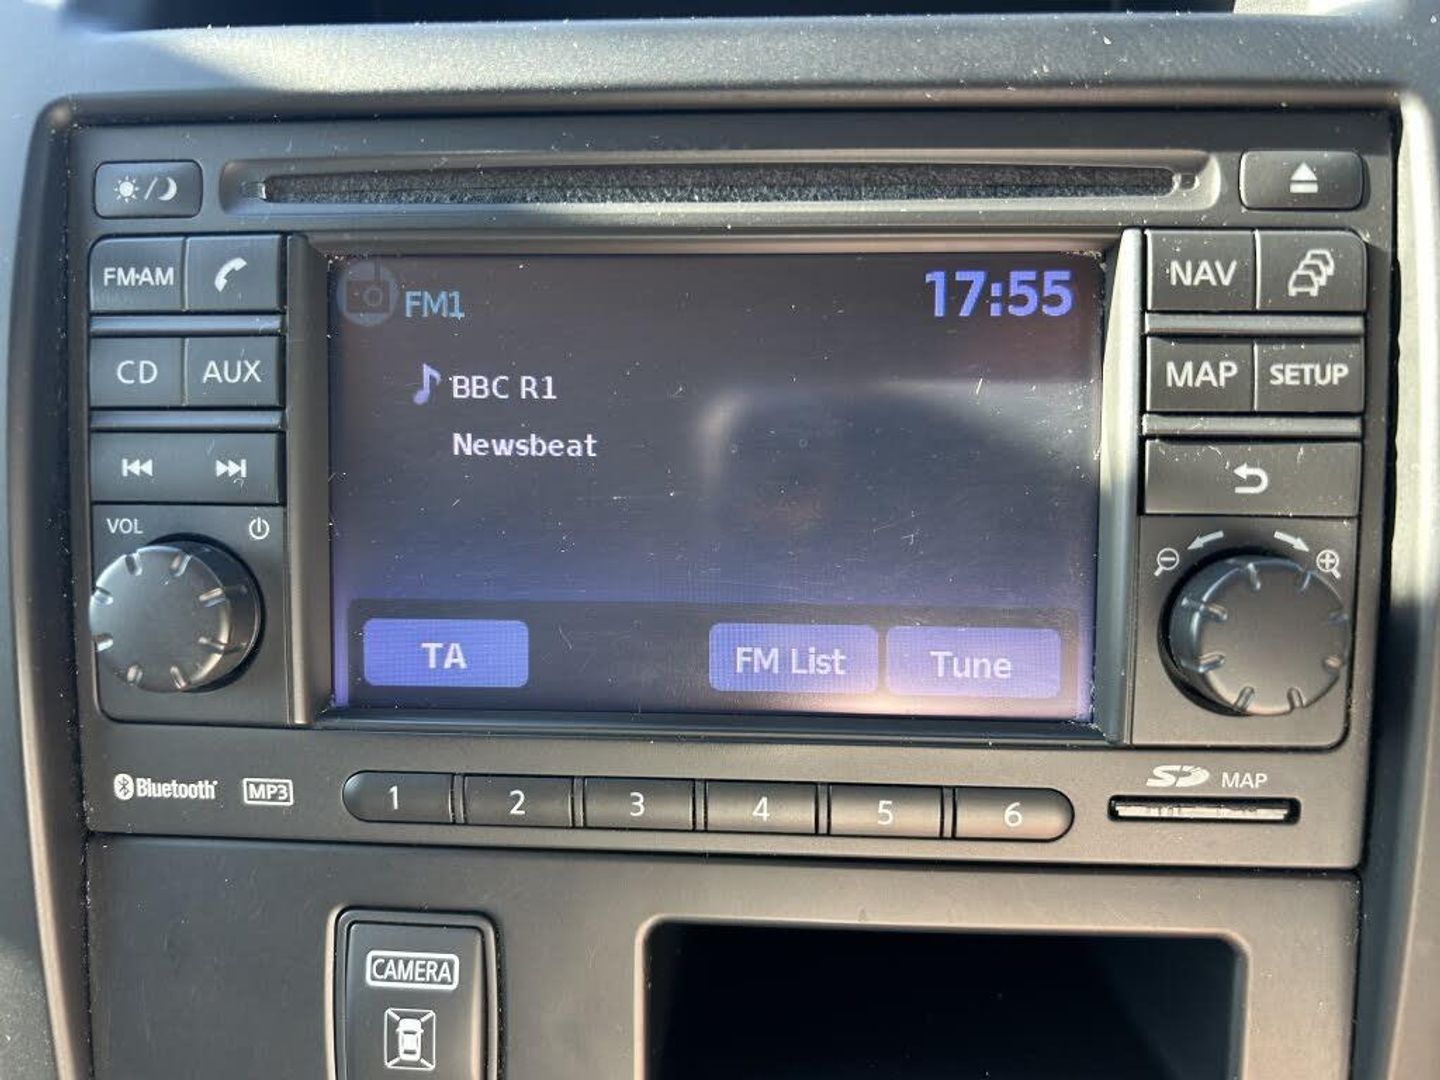 FM1 17:55
BBC R1
Newsbeat
TA FM List Tune
FM·AM
CD AUX
VOL
NAV
MAP SETUP
Bluetooth MP3
1 2 3 4 5 6
SD MAP
CAMERA